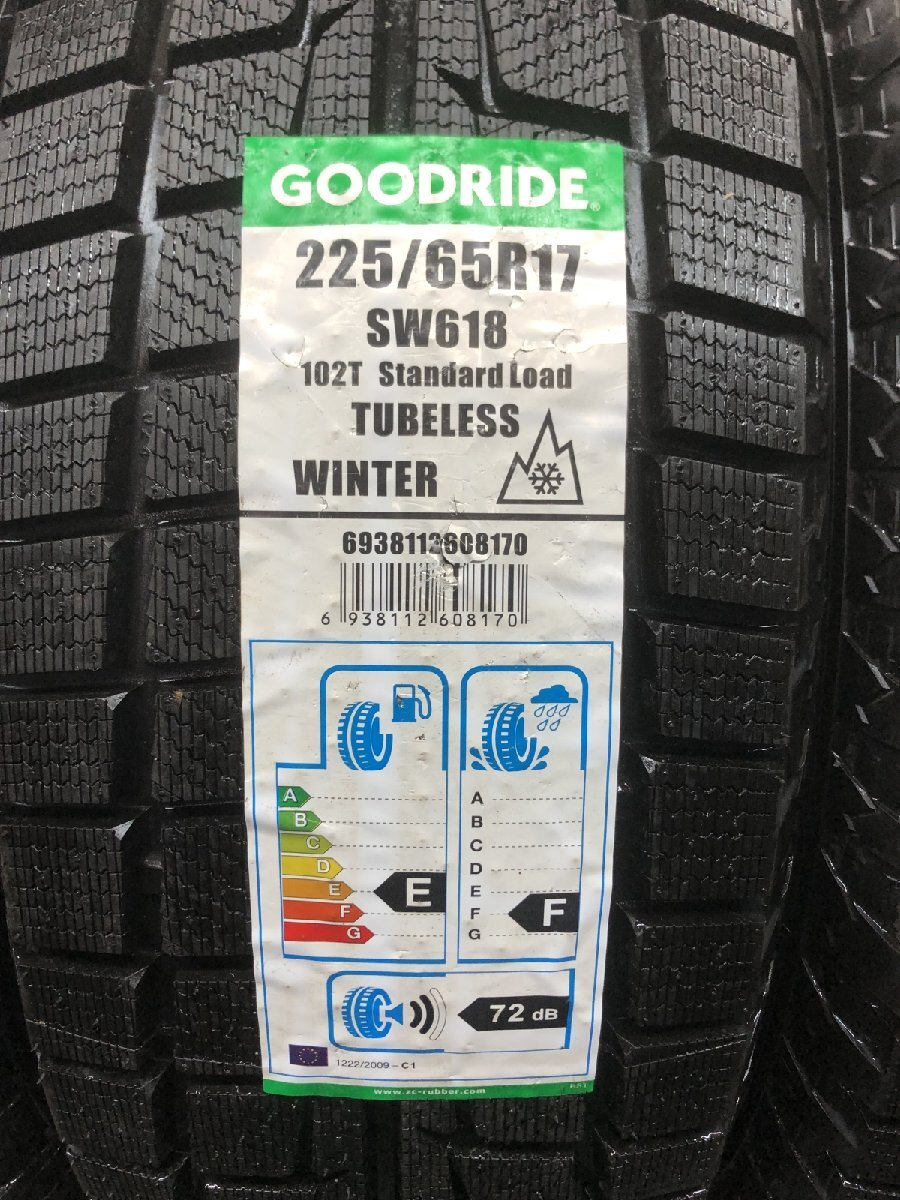 GOODRIDE®
225/65R17
SW618
102T Standard Load
TUBELESS
WINTER
6938112608170
6 938112 608170
A
B
C
D
E
F
G
E
A
B
C
D
E
F
G
F
72 dB
1222/2009 - C1
www.zc-rubber.com